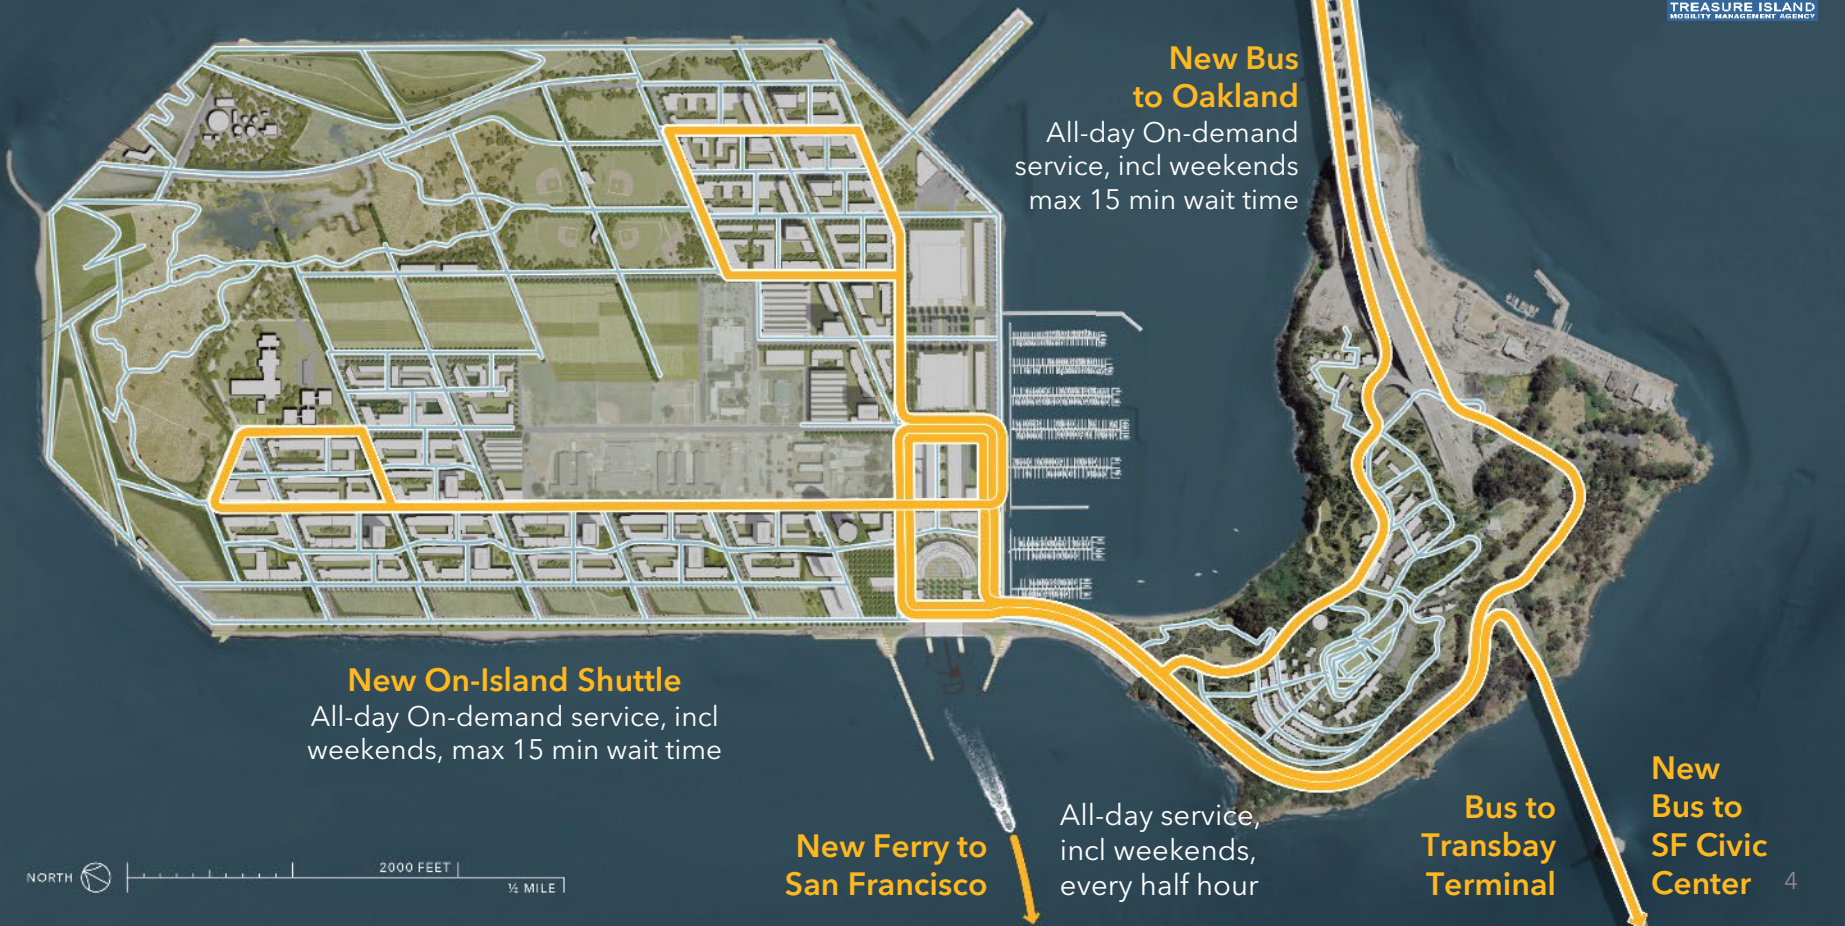 TREASURE ISLAND
MOBILITY MANAGEMENT AGENCY
New Bus
to Oakland
All-day On-demand
service, incl weekends
max 15 min wait time
New On-Island Shuttle
All-day On-demand service, incl
weekends, max 15 min wait time
New Ferry to
San Francisco
All-day service,
incl weekends,
every half hour
Bus to
Transbay
Terminal
New
Bus to
SF Civic
Center
NORTH
2000 FEET
½ MILE
4